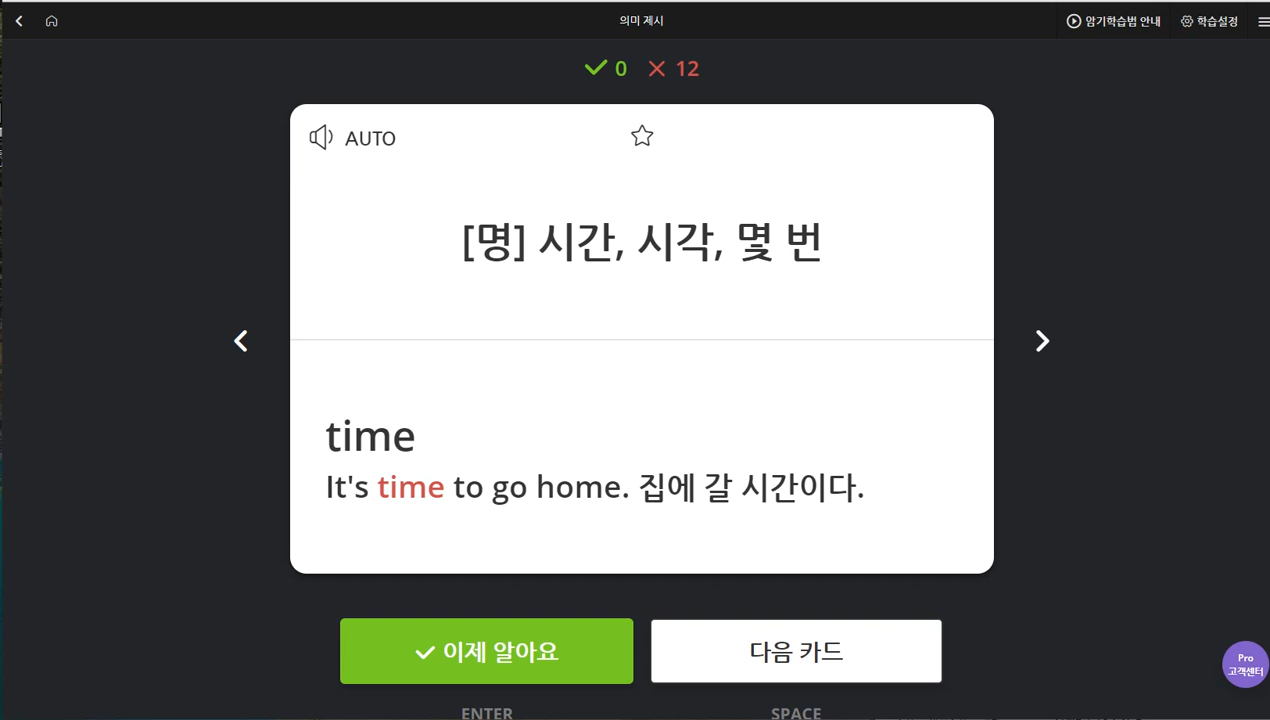 의미 제시
암기학습법 안내
학습설정
0
12
AUTO
[명] 시간, 시각, 몇 번
time
It's time to go home. 집에 갈 시간이다.
이제 알아요
다음 카드
Pro
고객센터
ENTER
SPACE